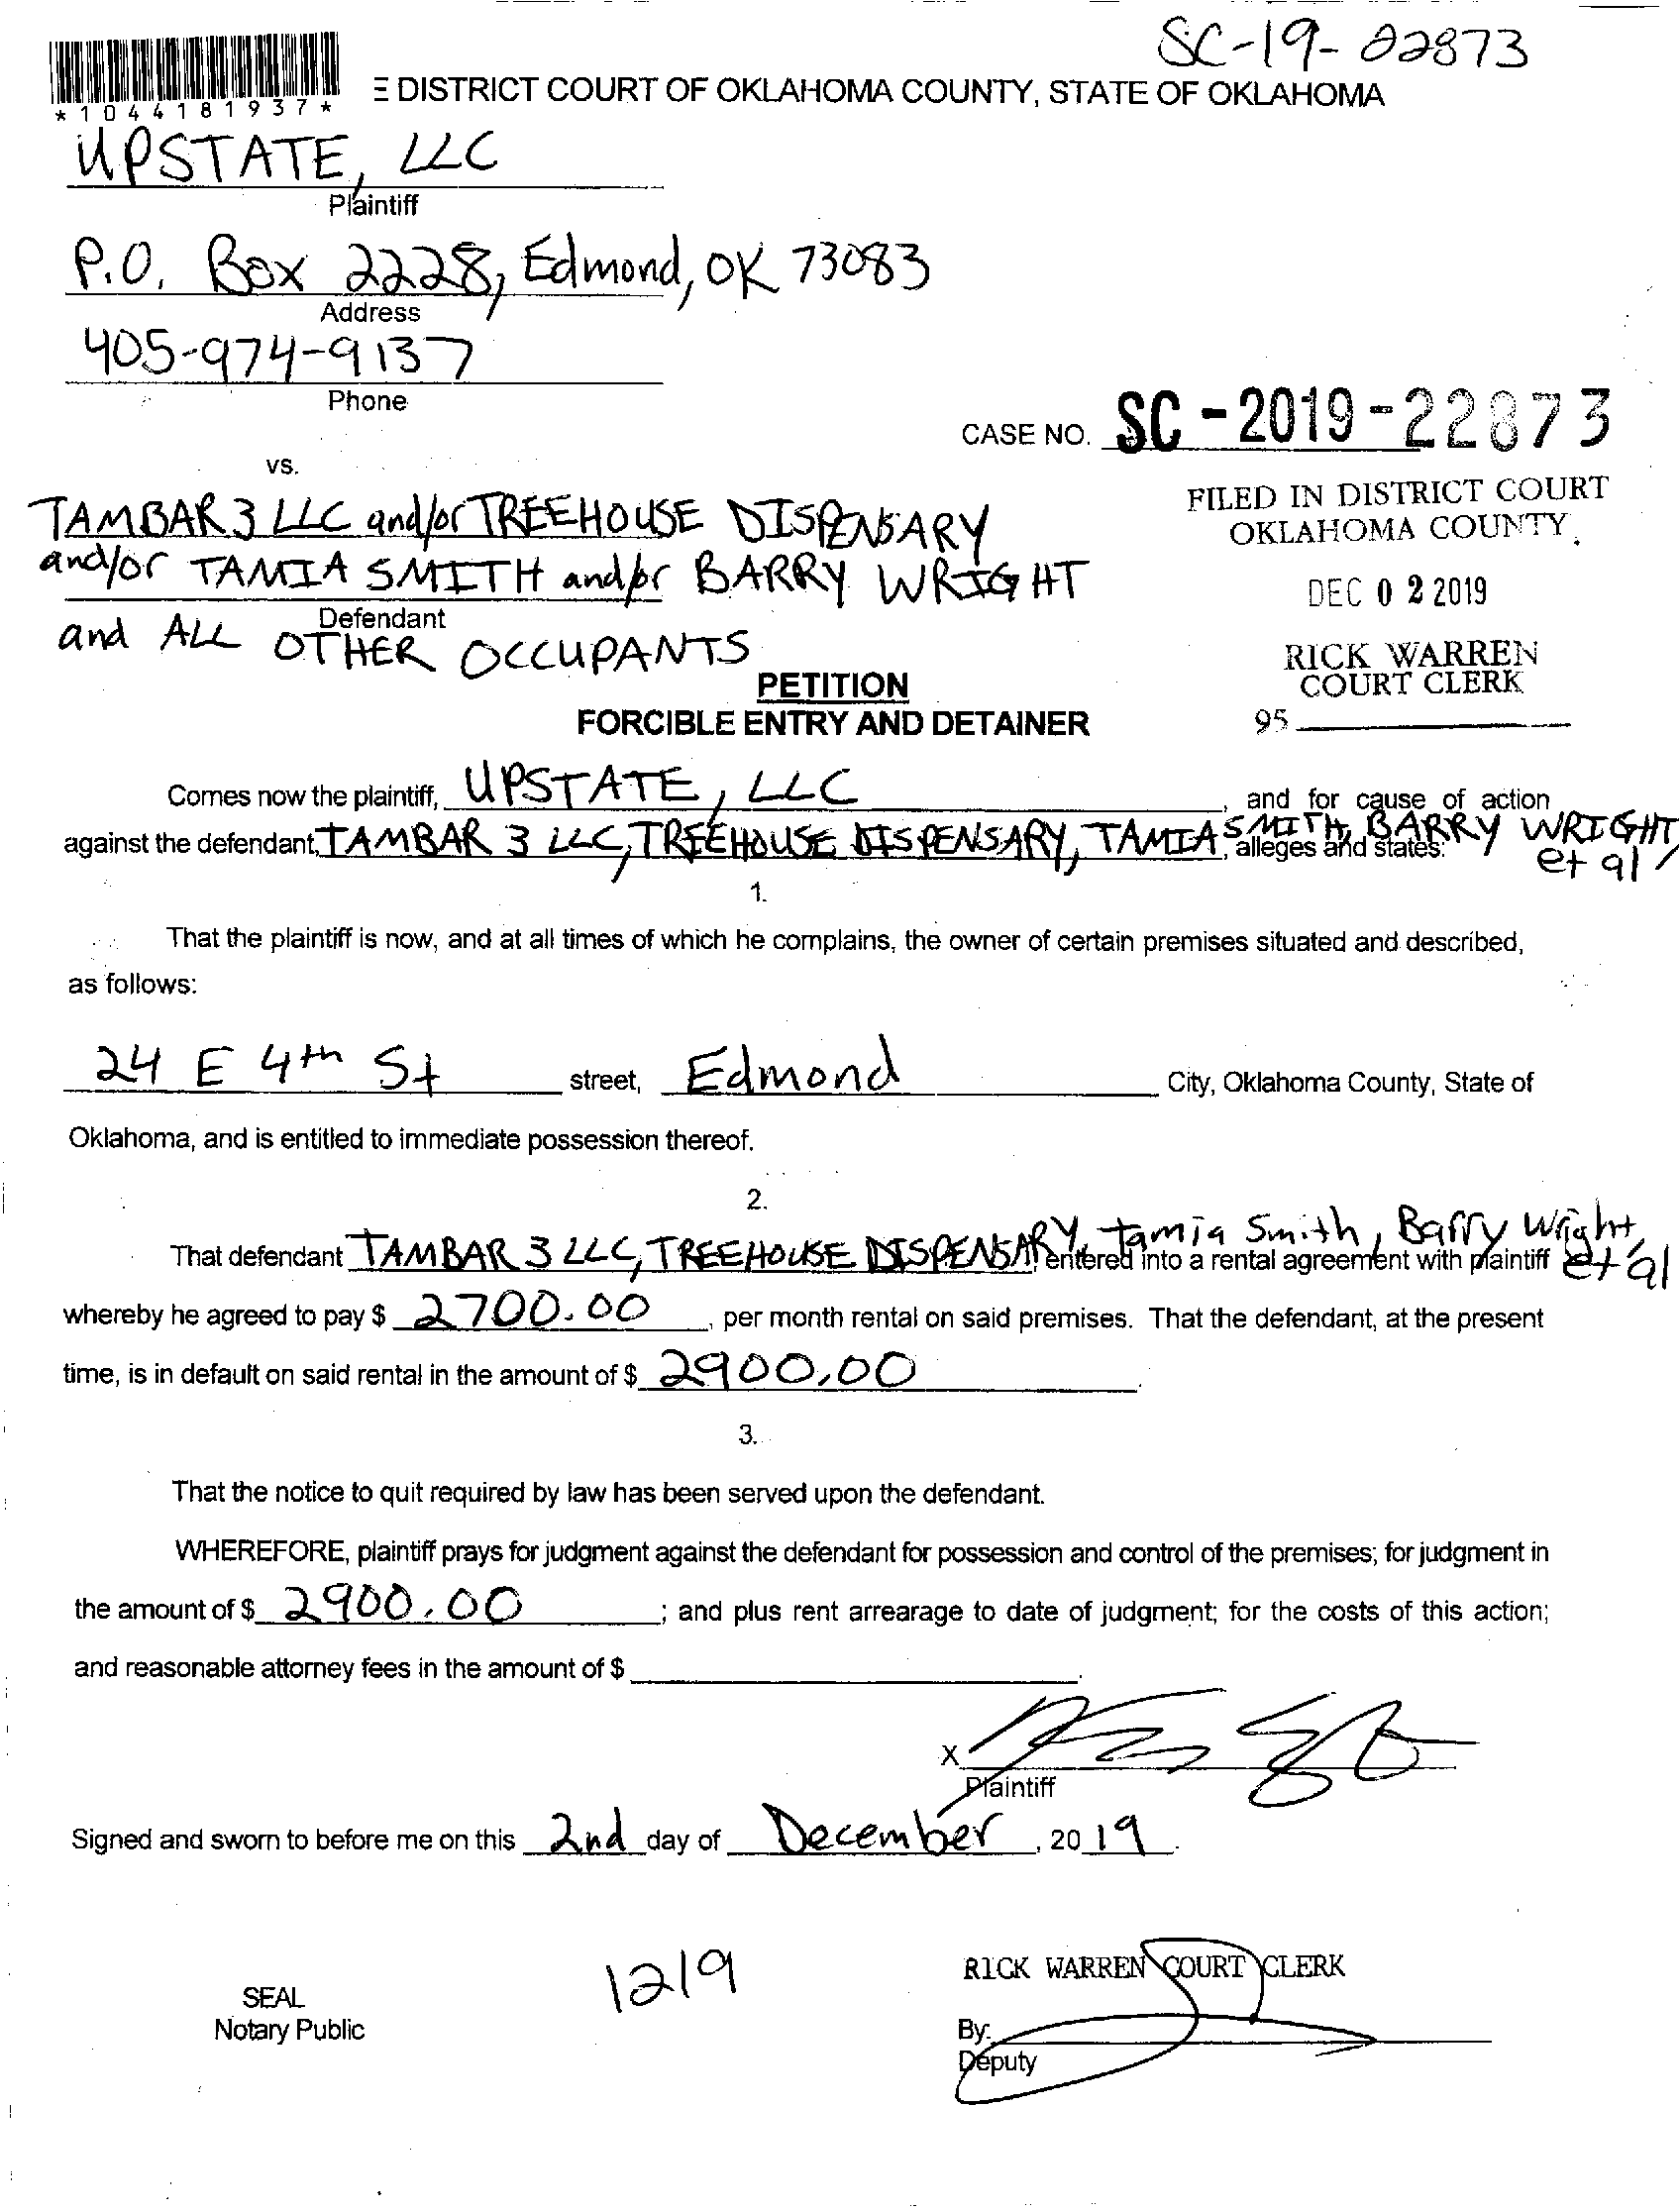 SC-19-22873
*1044181937*
E DISTRICT COURT OF OKLAHOMA COUNTY, STATE OF OKLAHOMA
UPSTATE, LLC
Plaintiff
P.O. Box 2228, Edmond, OK 73083
Address
405-974-9137
Phone
CASE NO. SC-2019-22873
vs.
FILED IN DISTRICT COURT
OKLAHOMA COUNTY
DEC 02 2019
RICK WARREN
COURT CLERK
95
TAMBAR 3 LLC and/or TREEHOUSE DISPENSARY
and/or TAMIA SMITH and/or BARRY WRIGHT
Defendant
and ALL OTHER OCCUPANTS
PETITION
FORCIBLE ENTRY AND DETAINER
Comes now the plaintiff, UPSTATE, LLC, and for cause of action
against the defendant, TAMBAR 3 LLC, TREEHOUSE DISPENSARY, TAMIA SMITH, BARRY WRIGHT, et al, alleges and states:
1.
That the plaintiff is now, and at all times of which he complains, the owner of certain premises situated and described,
as follows:
24 E 4th St street, Edmond City, Oklahoma County, State of
Oklahoma, and is entitled to immediate possession thereof.
2.
That defendant TAMBAR 3 LLC, TREEHOUSE DISPENSARY, Tamia Smith, Barry Wright, et al entered into a rental agreement with plaintiff
whereby he agreed to pay $ 2700.00, per month rental on said premises. That the defendant, at the present
time, is in default on said rental in the amount of $ 2900.00.
3.
That the notice to quit required by law has been served upon the defendant.
WHEREFORE, plaintiff prays for judgment against the defendant for possession and control of the premises; for judgment in
the amount of $ 2900.00; and plus rent arrearage to date of judgment; for the costs of this action;
and reasonable attorney fees in the amount of $
X
Plaintiff
Signed and sworn to before me on this 2nd day of December, 2019.
12/9
RICK WARREN COURT CLERK
SEAL
Notary Public
By:
Deputy